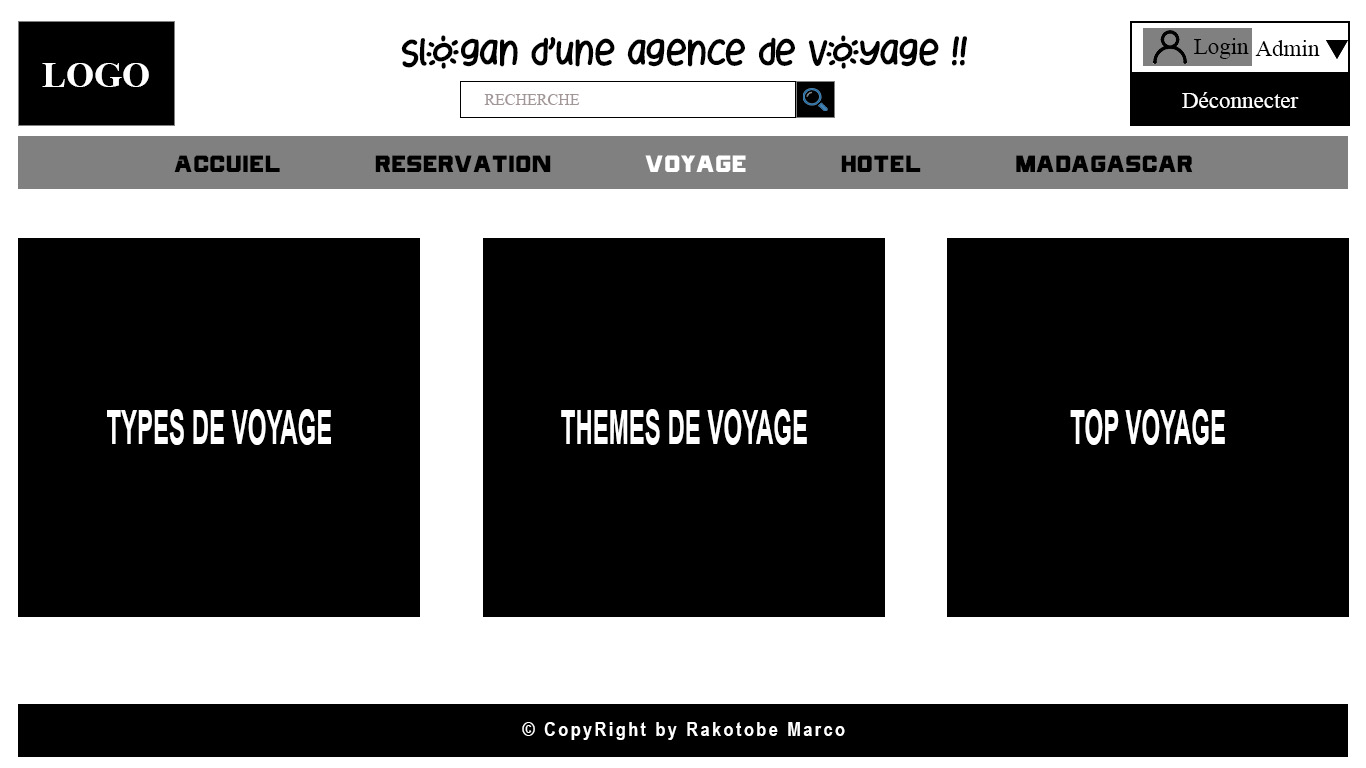 LOGO
slogan d'une agence de voyage !!
RECHERCHE
Login Admin
Déconnecter
ACCUIEL RESERVATION VOYAGE HOTEL MADAGASCAR
TYPES DE VOYAGE THEMES DE VOYAGE TOP VOYAGE
© CopyRight by Rakotobe Marco